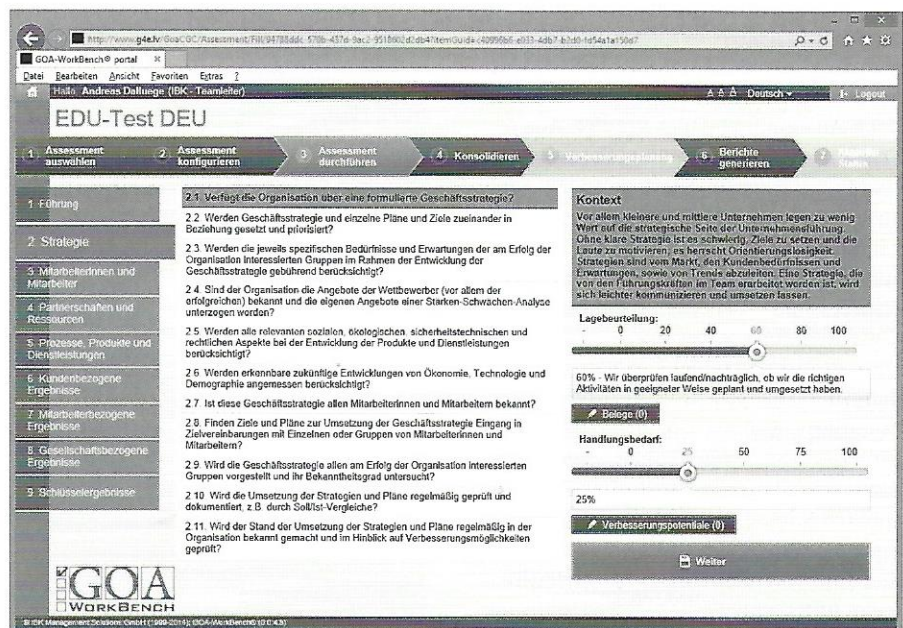 GOA-WorkBench® portal
Datei Bearbeiten Ansicht Favoriten Extras ?
Hallo, Andreas Dalluege (IBK - Teamleiter)
A A A Deutsch
Logout
EDU-Test DEU
1 Assessment auswählen
2 Assessment konfigurieren
3 Assessment durchführen
4 Konsolidieren
5 Verbesserungsplanung
6 Berichte generieren
7
1 Führung
2 Strategie
3 MitarbeiterInnen und
Mitarbeiter
4 Partnerschaften und
Ressourcen
5 Prozesse, Produkte und
Dienstleistungen
6 Kundenbezogene
Ergebnisse
7 Mitarbeiterbezogene
Ergebnisse
8 Gesellschaftsbezogene
Ergebnisse
9 Schlüsselergebnisse
2.1 Verfügt die Organisation über eine formulierte Geschäftsstrategie?
2.2. Werden Geschäftsstrategie und einzelne Pläne und Ziele zueinander in
Beziehung gesetzt und priorisiert?
2.3. Werden die jeweils spezifischen Bedürfnisse und Erwartungen der am Erfolg der
Organisation interessierten Gruppen im Rahmen der Entwicklung der
Geschäftsstrategie gebührend berücksichtigt?
2.4. Sind der Organisation die Angebote der Wettbewerber (vor allem der
erfolgreichen) bekannt und die eigenen Angebote einer Stärken-Schwächen-Analyse
unterzogen worden?
2.5. Werden alle relevanten sozialen, ökologischen, sicherheitstechnischen und
rechtlichen Aspekte bei der Entwicklung der Produkte und Dienstleistungen
berücksichtigt?
2.6. Werden erkennbare zukünftige Entwicklungen von Ökonomie, Technologie und
Demographie angemessen berücksichtigt?
2.7. Ist diese Geschäftsstrategie allen Mitarbeiterinnen und Mitarbeitern bekannt?
2.8. Finden Ziele und Pläne zur Umsetzung der Geschäftsstrategie Eingang in
Zielvereinbarungen mit Einzelnen oder Gruppen von Mitarbeiterinnen und
Mitarbeitern?
2.9. Wird die Geschäftsstrategie allen am Erfolg der Organisation interessierten
Gruppen vorgestellt und ihr Bekanntheitsgrad untersucht?
2.10. Wird die Umsetzung der Strategien und Pläne regelmäßig geprüft und
dokumentiert, z.B. durch Soll/Ist-Vergleiche?
2.11. Wird der Stand der Umsetzung der Strategien und Pläne regelmäßig in der
Organisation bekannt gemacht und im Hinblick auf Verbesserungsmöglichkeiten
geprüft?
Kontext
Vor allem kleinere und mittlere Unternehmen legen zu wenig
Wert auf die strategische Seite der Unternehmensführung.
Ohne klare Strategie ist es schwierig, Ziele zu setzen und die
Leute zu motivieren, es herrscht Orientierungslosigkeit.
Strategien sind vom Markt, den Kundenbedürfnissen und
Erwartungen, sowie von Trends abzuleiten. Eine Strategie, die
von den Führungskräften im Team erarbeitet worden ist, wird
sich leichter kommunizieren und umsetzen lassen.
Lagebeurteilung:
- 0 20 40 60 80 100
60% - Wir überprüfen laufend/nachträglich, ob wir die richtigen
Aktivitäten in geeigneter Weise geplant und umgesetzt haben.
Belege (0)
Handlungsbedarf:
- 0 25 50 75 100
25%
Verbesserungspotentiale (0)
Weiter
GOA
WORKBENCH
© IBK Management Solutions GmbH (1999-2014); GOA-WorkBench® (0.0.4.8)